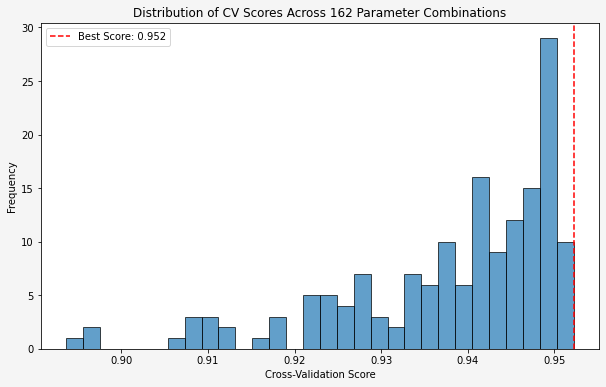 Distribution of CV Scores Across 162 Parameter Combinations
Best Score: 0.952
30
25
20
15
10
5
0
Frequency
0.90 0.91 0.92 0.93 0.94 0.95
Cross-Validation Score